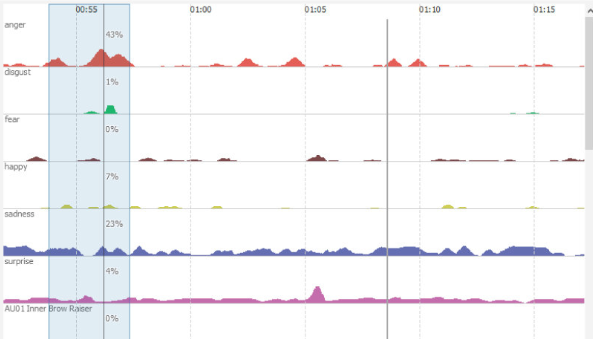 00:55 01:00 01:05 01:10 01:15
anger
43%
disgust
1%
fear
0%
happy
7%
sadness
23%
surprise
4%
AU01 Inner Brow Raiser
0%